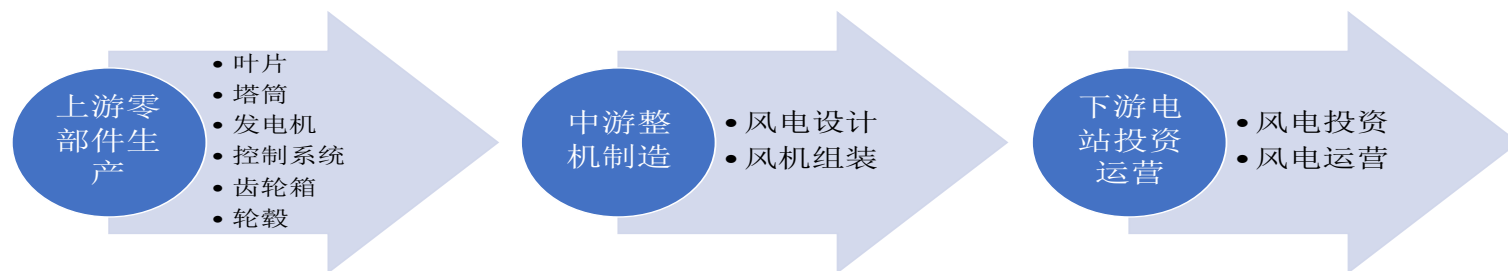 上游零
部件生
产
• 叶片
• 塔筒
• 发电机
• 控制系统
• 齿轮箱
• 轮毂
中游整
机制造
• 风电设计
• 风机组装
下游电
站投资
运营
• 风电投资
• 风电运营